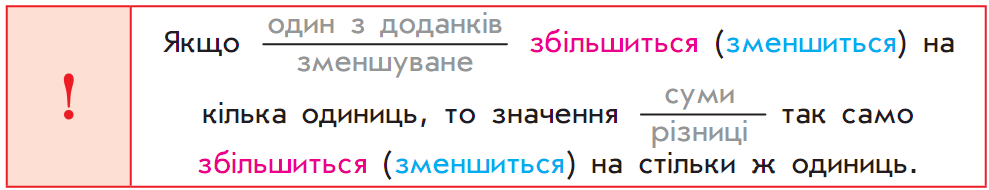 !
Якщо один з доданків / зменшуване збільшиться (зменшиться) на
кілька одиниць, то значення суми / різниці так само
збільшиться (зменшиться) на стільки ж одиниць.